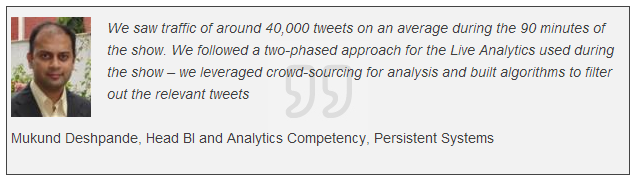 We saw traffic of around 40,000 tweets on an average during the 90 minutes of
the show. We followed a two-phased approach for the Live Analytics used during
the show – we leveraged crowd-sourcing for analysis and built algorithms to filter
out the relevant tweets
Mukund Deshpande, Head BI and Analytics Competency, Persistent Systems